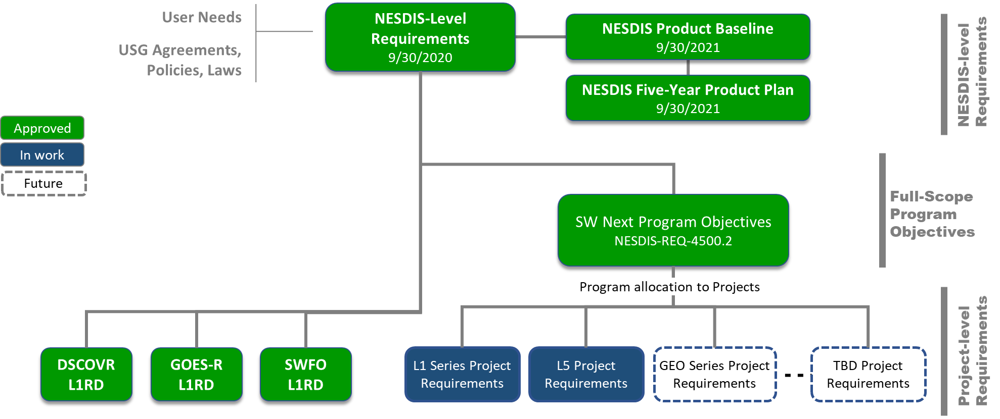 User Needs
USG Agreements,
Policies, Laws
NESDIS-Level
Requirements
9/30/2020
NESDIS Product Baseline
9/30/2021
NESDIS Five-Year Product Plan
9/30/2021
NESDIS-level
Requirements
Approved
In work
Future
SW Next Program Objectives
NESDIS-REQ-4500.2
Full-Scope
Program
Objectives
Program allocation to Projects
DSCOVR
L1RD
GOES-R
L1RD
SWFO
L1RD
L1 Series Project
Requirements
L5 Project
Requirements
GEO Series Project
Requirements
TBD Project
Requirements
Project-level
Requirements